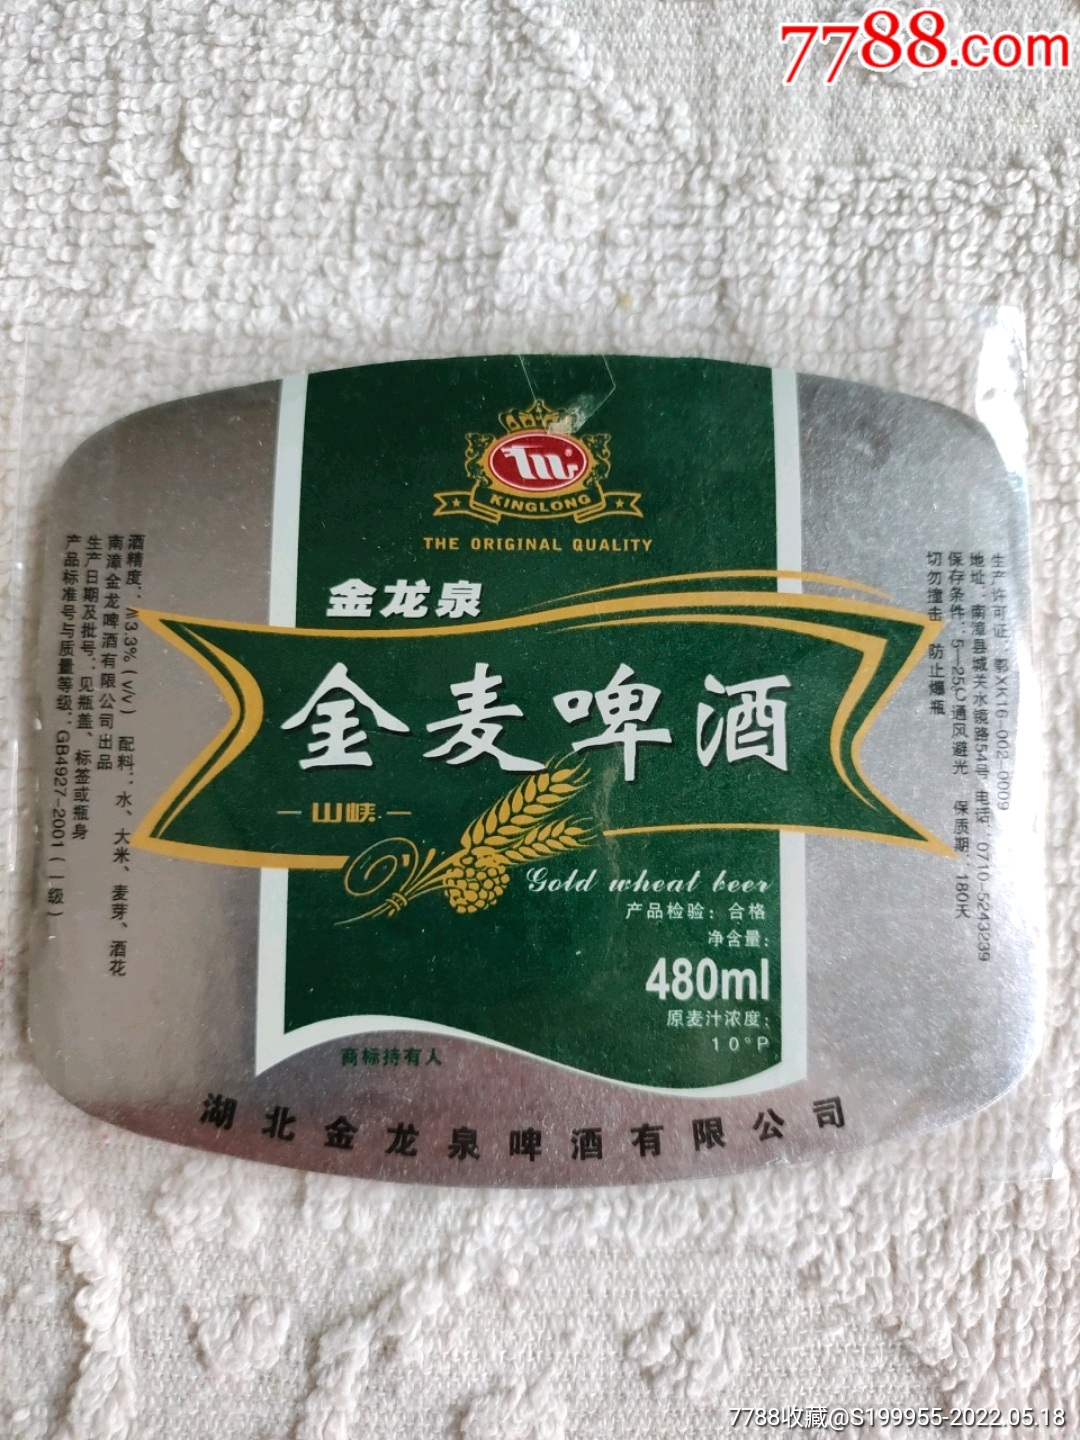 7788.com
KINGLONG
THE ORIGINAL QUALITY
金龙泉
金麦啤酒
山峡
Gold wheat beer
产品检验：合格
净含量：
480ml
原麦汁浓度：
10°P
商标持有人
湖北金龙泉啤酒有限公司
酒精度：≥3.3%(v/v) 配料：水、大米、麦芽、酒花
南漳金龙啤酒有限公司出品
生产日期及批号：见瓶盖、标签或瓶身
产品标准号与质量等级：GB4927-2001(一级)
生产许可证：鄂XK16-002-0009
地址：南漳县城关水镜路54号 电话：0710-5243239
保存条件：5—25C通风避光 保质期：180天
切勿撞击 防止爆瓶
7788收藏@S199955-2022.05.18